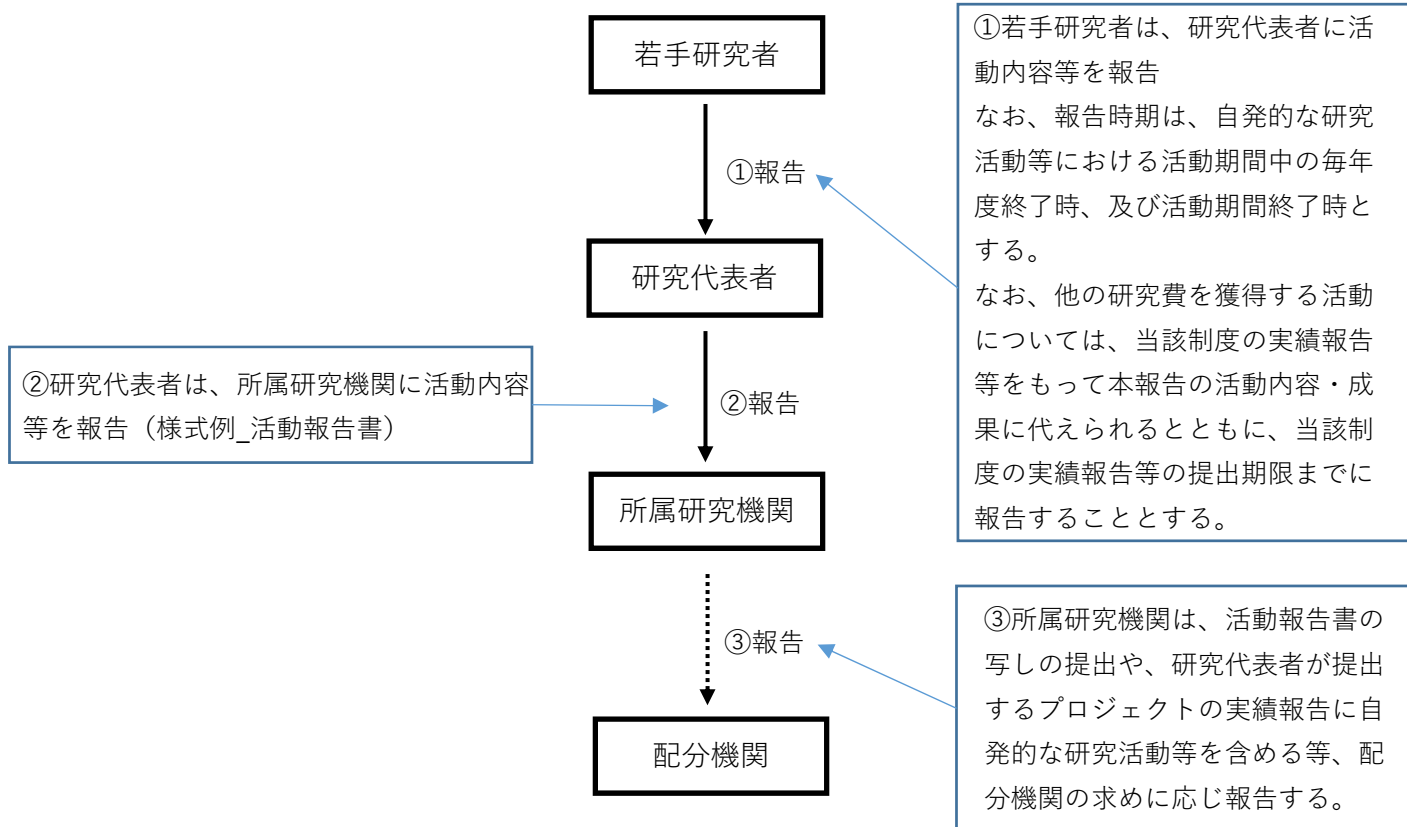 若手研究者
①報告
①若手研究者は、研究代表者に活
動内容等を報告
なお、報告時期は、自発的な研究
活動等における活動期間中の毎年
度終了時、及び活動期間終了時と
する。
なお、他の研究費を獲得する活動
については、当該制度の実績報告
等をもって本報告の活動内容・成
果に代えられるとともに、当該制
度の実績報告等の提出期限までに
報告することとする。
研究代表者
②報告
②研究代表者は、所属研究機関に活動内容
等を報告（様式例_活動報告書）
所属研究機関
③報告
③所属研究機関は、活動報告書の
写しの提出や、研究代表者が提出
するプロジェクトの実績報告に自
発的な研究活動等を含める等、配
分機関の求めに応じ報告する。
配分機関